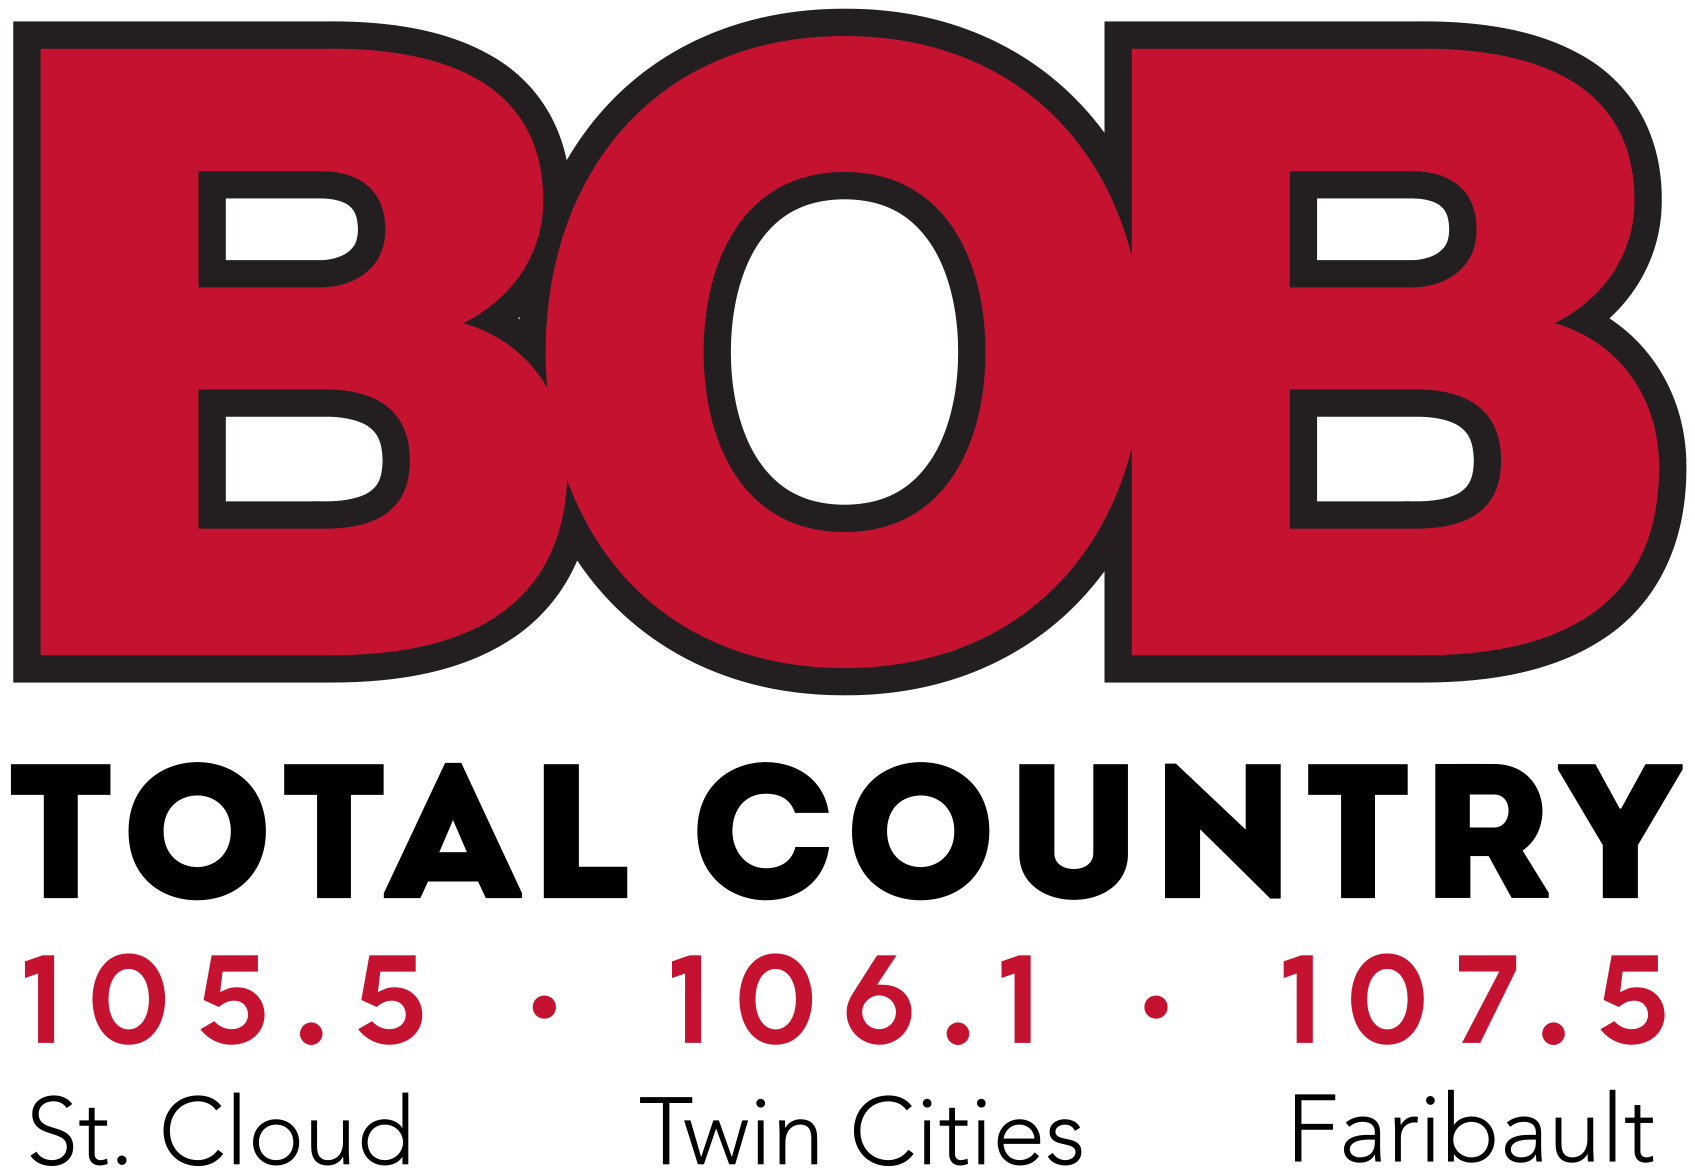 BOB
TOTAL COUNTRY
105.5 • 106.1 • 107.5
St. Cloud Twin Cities Faribault